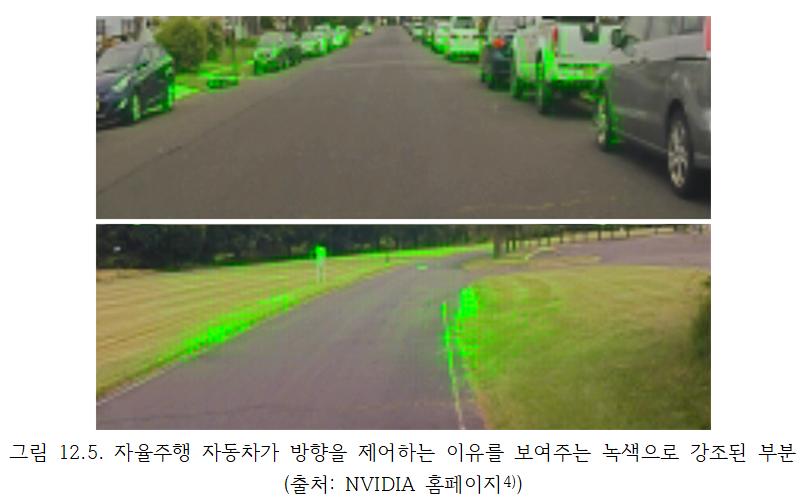 그림 12.5. 자율주행 자동차가 방향을 제어하는 이유를 보여주는 녹색으로 강조된 부분
(출처: NVIDIA 홈페이지4))